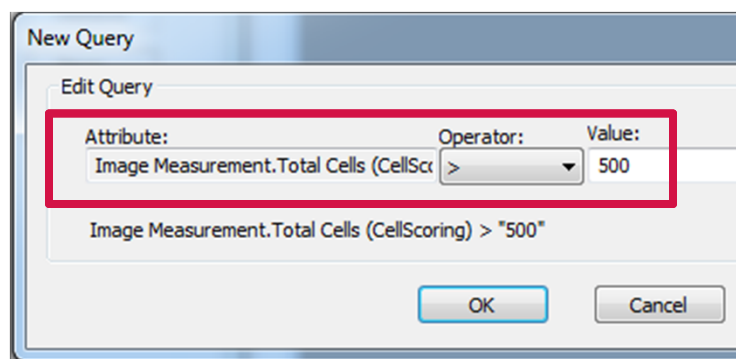 New Query
Edit Query
Attribute: Operator: Value:
Image Measurement.Total Cells (CellSco > 500
Image Measurement.Total Cells (CellScoring) > "500"
OK Cancel